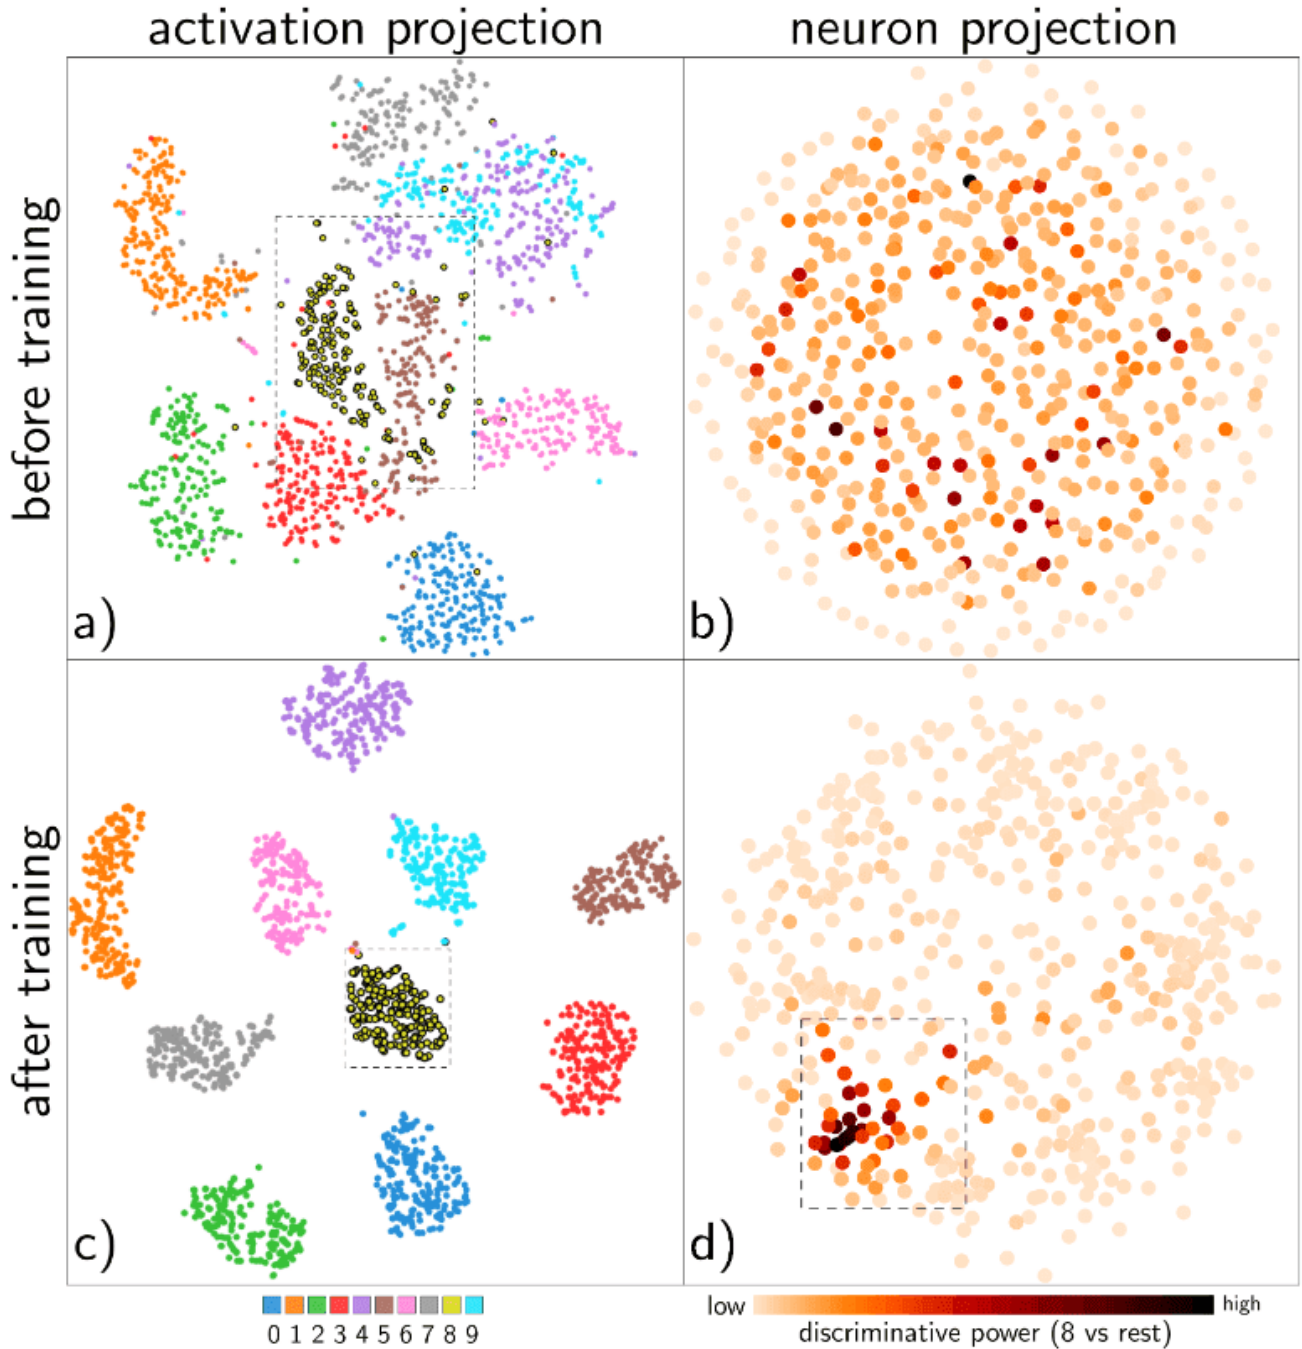 activation projection
neuron projection
before training
a)
b)
after training
c)
d)
0 1 2 3 4 5 6 7 8 9
low
high
discriminative power (8 vs rest)